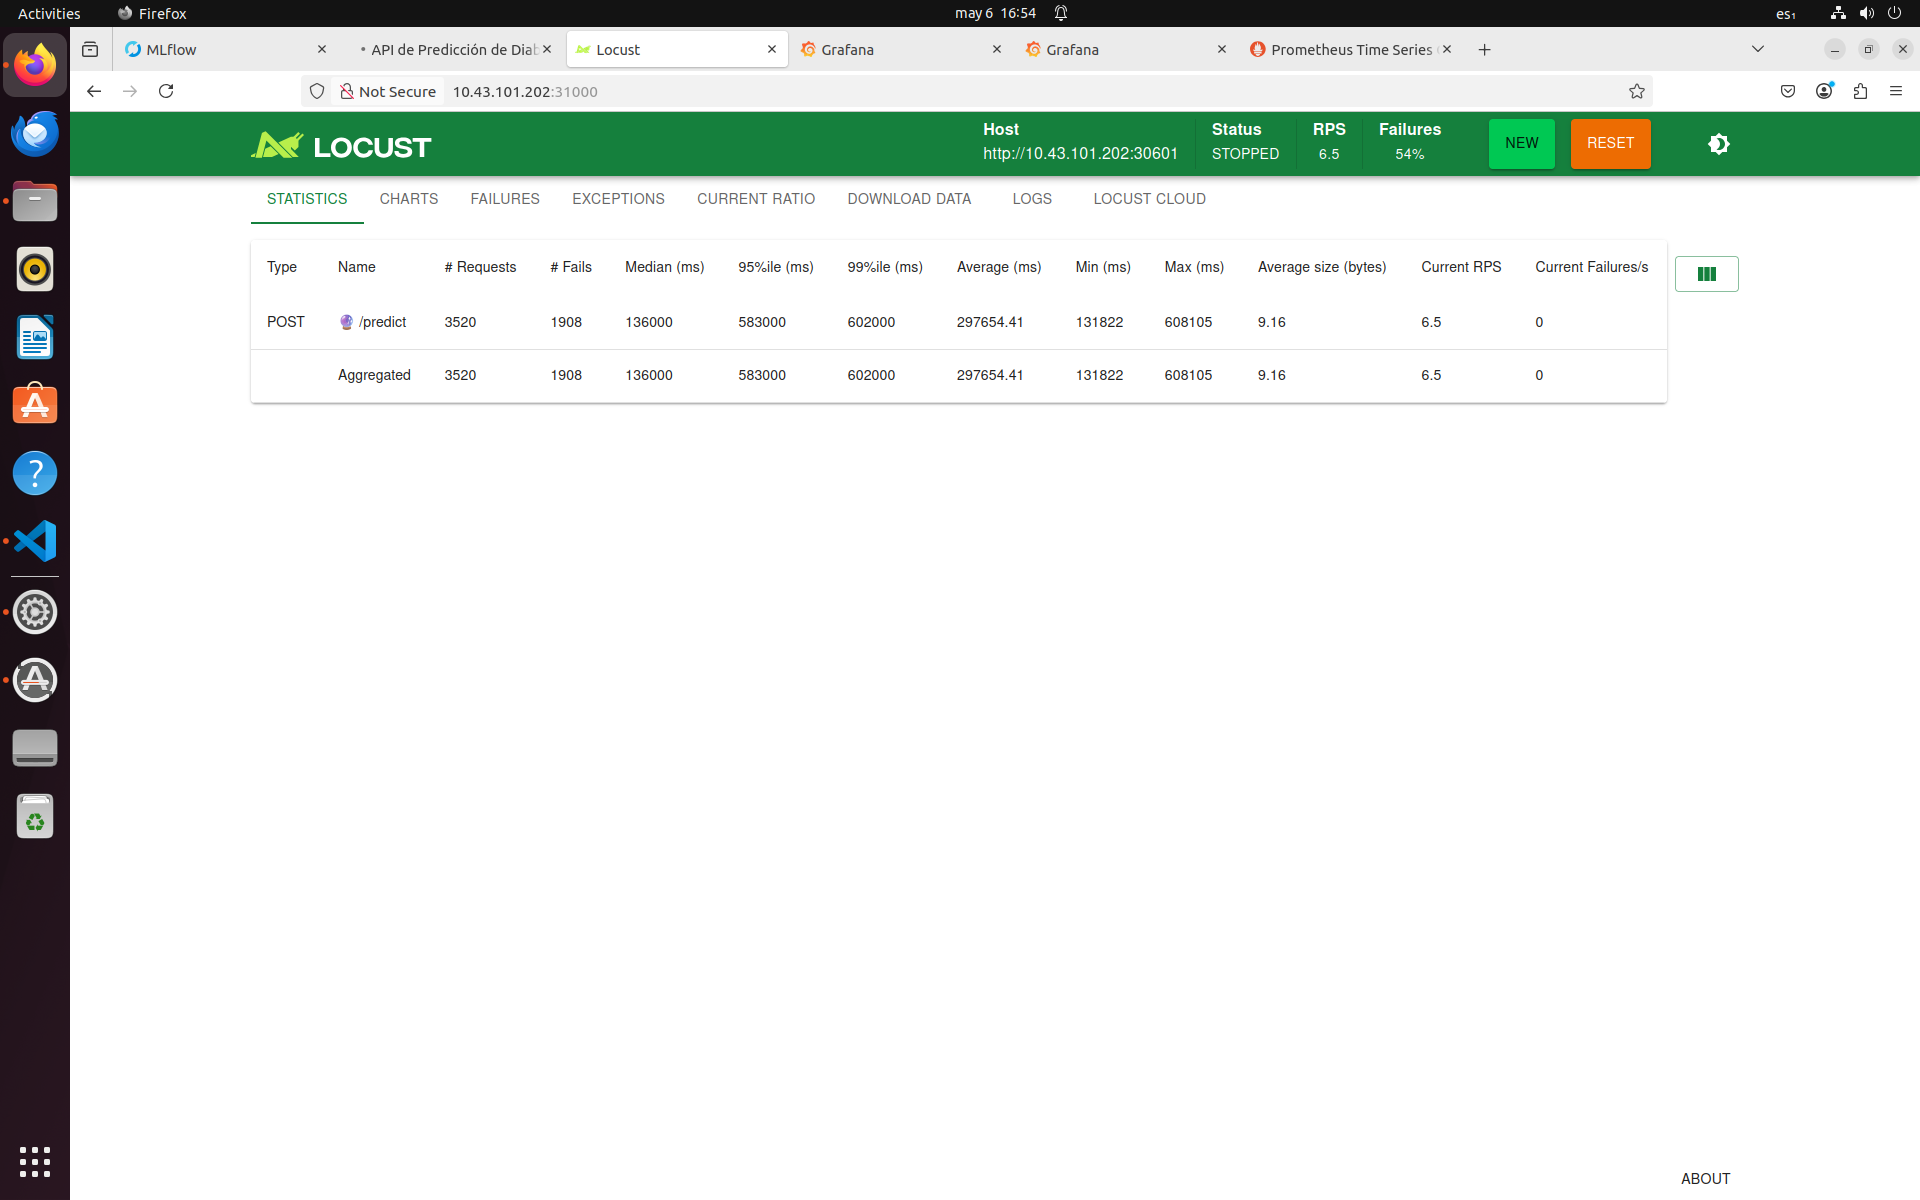 Activities Firefox may 6 16:54 es₁
MLflow API de Predicción de Diab Locust Grafana Grafana Prometheus Time Series
Not Secure 10.43.101.202:31000
LOCUST
Host Status RPS Failures
http://10.43.101.202:30601 STOPPED 6.5 54% NEW RESET
STATISTICS CHARTS FAILURES EXCEPTIONS CURRENT RATIO DOWNLOAD DATA LOGS LOCUST CLOUD
Type Name # Requests # Fails Median (ms) 95%ile (ms) 99%ile (ms) Average (ms) Min (ms) Max (ms) Average size (bytes) Current RPS Current Failures/s
POST 🔮 /predict 3520 1908 136000 583000 602000 297654.41 131822 608105 9.16 6.5 0
Aggregated 3520 1908 136000 583000 602000 297654.41 131822 608105 9.16 6.5 0
ABOUT